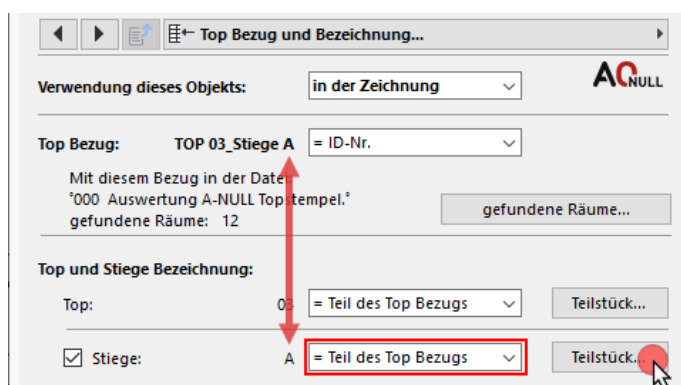 Top Bezug und Bezeichnung...
Verwendung dieses Objekts: in der Zeichnung
A NULL
Top Bezug: TOP 03_Stiege A = ID-Nr.
Mit diesem Bezug in der Datei
"000 Auswertung A-NULL Topstempel."
gefundene Räume: 12 gefundene Räume...
Top und Stiege Bezeichnung:
Top: 03 = Teil des Top Bezugs Teilstück...
Stiege: A = Teil des Top Bezugs Teilstück...